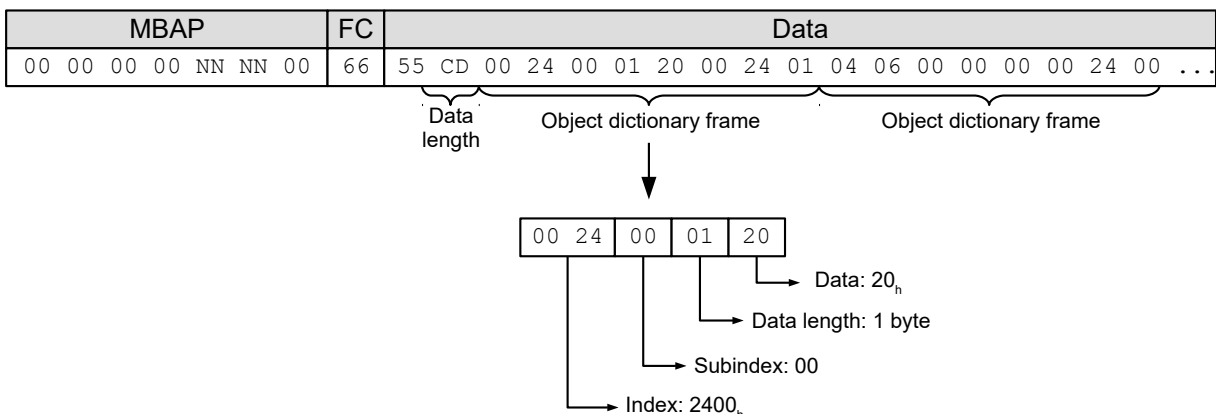 MBAP FC Data
00 00 00 00 NN NN 00 66 55 CD 00 24 00 01 20 00 24 01 04 06 00 00 00 00 24 00 ...
Data length
Object dictionary frame
Object dictionary frame
00 24 00 01 20
Data: 20h
Data length: 1 byte
Subindex: 00
Index: 2400h